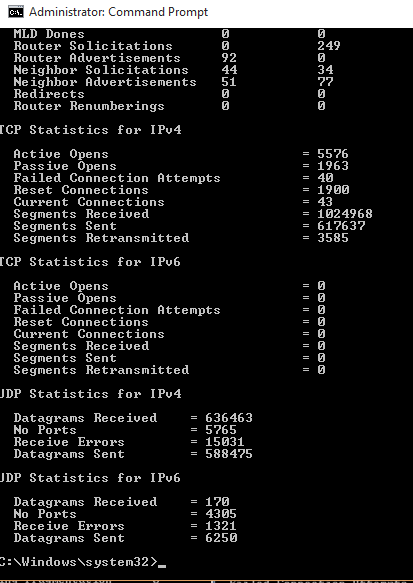 Administrator: Command Prompt
MLD Dones 0 0
Router Solicitations 0 249
Router Advertisements 92 0
Neighbor Solicitations 44 34
Neighbor Advertisements 51 77
Redirects 0 0
Router Renumberings 0 0
TCP Statistics for IPv4
Active Opens = 5576
Passive Opens = 1963
Failed Connection Attempts = 40
Reset Connections = 1900
Current Connections = 43
Segments Received = 1024968
Segments Sent = 617637
Segments Retransmitted = 3585
TCP Statistics for IPv6
Active Opens = 0
Passive Opens = 0
Failed Connection Attempts = 0
Reset Connections = 0
Current Connections = 0
Segments Received = 0
Segments Sent = 0
Segments Retransmitted = 0
UDP Statistics for IPv4
Datagrams Received = 636463
No Ports = 5765
Receive Errors = 15031
Datagrams Sent = 588475
UDP Statistics for IPv6
Datagrams Received = 170
No Ports = 4305
Receive Errors = 1321
Datagrams Sent = 6250
C:\Windows\system32>_